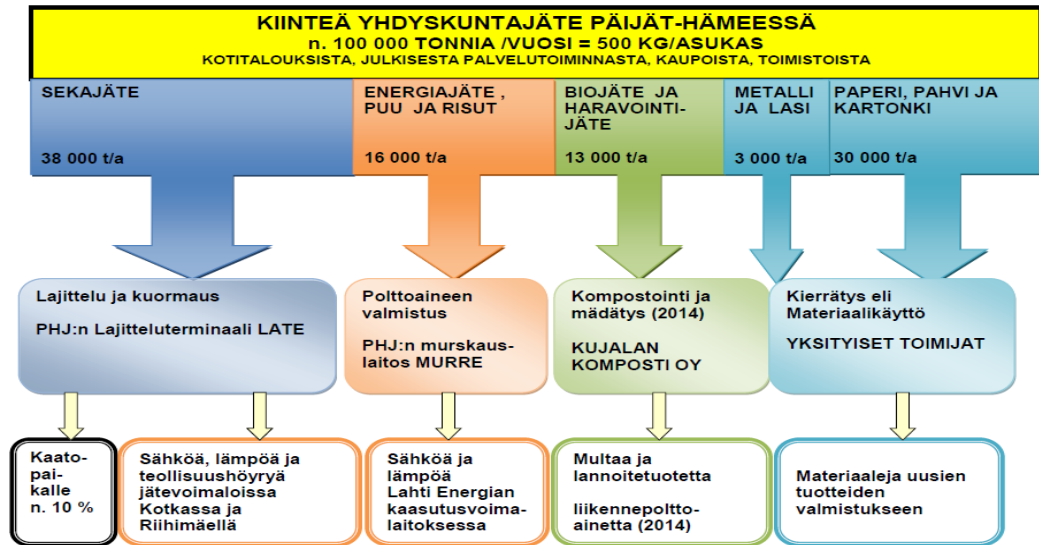 KIINTEÄ YHDYSKUNTAJÄTE PÄIJÄT-HÄMEESSÄ
n. 100 000 TONNIA /VUOSI = 500 KG/ASUKAS
KOTITALOUKSISTA, JULKISESTA PALVELUTOIMINNASTA, KAUPOISTA, TOIMISTOISTA
SEKAJÄTE
38 000 t/a
ENERGIAJÄTE ,
PUU JA RISUT
16 000 t/a
BIOJÄTE JA
HARAVOINTI-
JÄTE
13 000 t/a
METALLI
JA LASI
3 000 t/a
PAPERI, PAHVI JA
KARTONKI
30 000 t/a
Lajittelu ja kuormaus
PHJ:n Lajitteluterminaali LATE
Polttoaineen
valmistus
PHJ:n murskaus-
laitos MURRE
Kompostointi ja
mädätys (2014)
KUJALAN
KOMPOSTI OY
Kierrätys eli
Materiaalikäyttö
YKSITYISET TOIMIJAT
Kaato-
pai-
kalle
n. 10 %
Sähköä, lämpöä ja
teollisuushöyryä
jätevoimaloissa
Kotkassa ja
Riihimäellä
Sähköä ja
lämpöä
Lahti Energian
kaasutusvoima-
laitoksessa
Multaa ja
lannoitetuotetta
liikennepoltto-
ainetta (2014)
Materiaaleja uusien
tuotteiden
valmistukseen